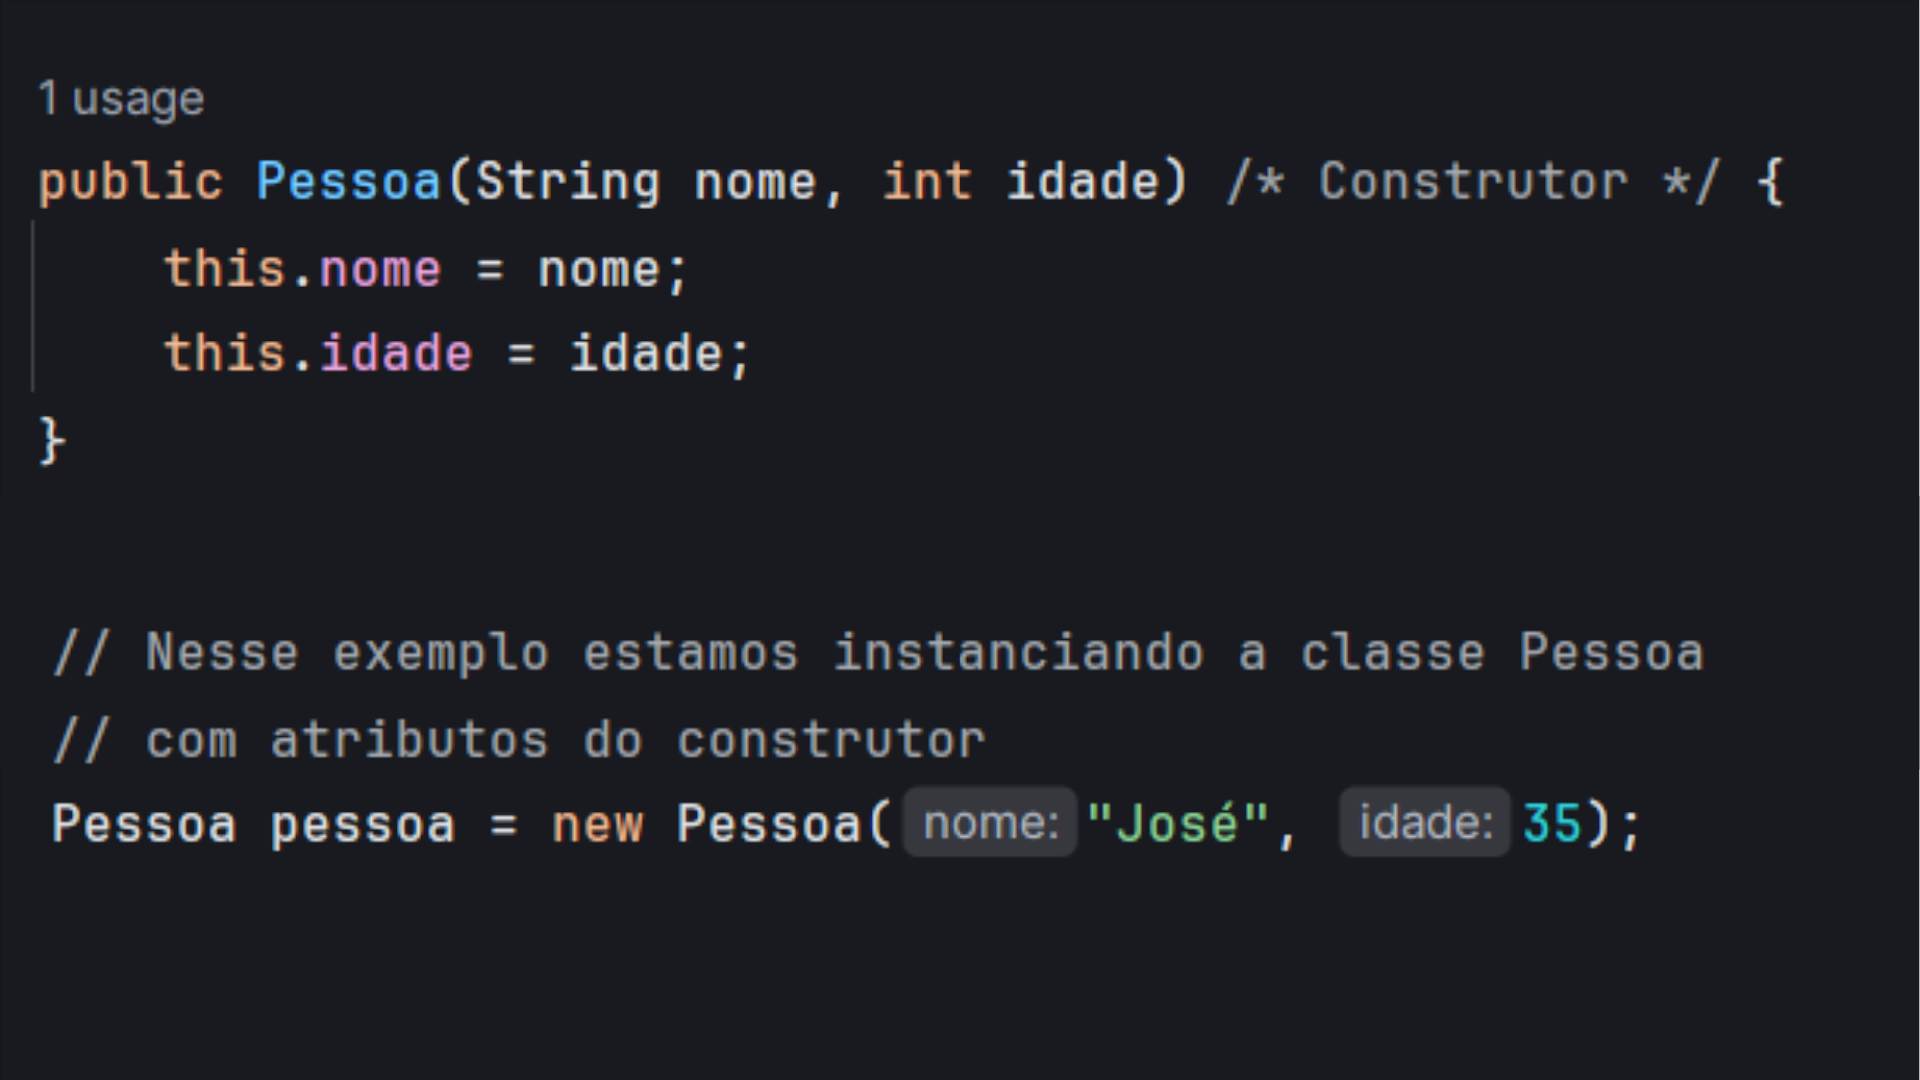 1 usage
public Pessoa(String nome, int idade) /* Construtor */ {
this.nome = nome;
this.idade = idade;
}
// Nesse exemplo estamos instanciando a classe Pessoa
// com atributos do construtor
Pessoa pessoa = new Pessoa( nome: "José", idade: 35);